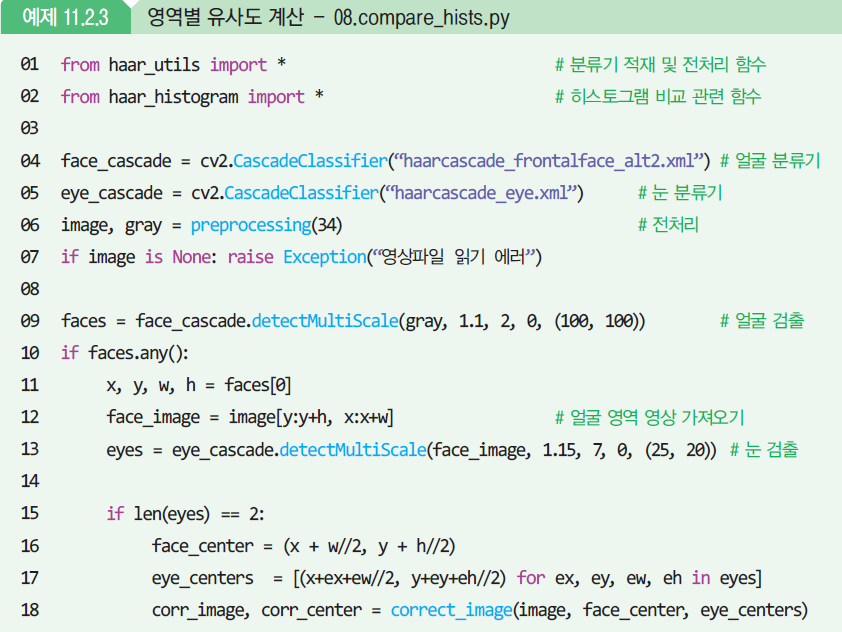 예제 11.2.3 영역별 유사도 계산 - 08.compare_hists.py
01 from haar_utils import * # 분류기 적재 및 전처리 함수
02 from haar_histogram import * # 히스토그램 비교 관련 함수
03
04 face_cascade = cv2.CascadeClassifier(“haarcascade_frontalface_alt2.xml”) # 얼굴 분류기
05 eye_cascade = cv2.CascadeClassifier(“haarcascade_eye.xml”) # 눈 분류기
06 image, gray = preprocessing(34) # 전처리
07 if image is None: raise Exception(“영상파일 읽기 에러”)
08
09 faces = face_cascade.detectMultiScale(gray, 1.1, 2, 0, (100, 100)) # 얼굴 검출
10 if faces.any():
11 x, y, w, h = faces[0]
12 face_image = image[y:y+h, x:x+w] # 얼굴 영역 영상 가져오기
13 eyes = eye_cascade.detectMultiScale(face_image, 1.15, 7, 0, (25, 20)) # 눈 검출
14
15 if len(eyes) == 2:
16 face_center = (x + w//2, y + h//2)
17 eye_centers = [(x+ex+ew//2, y+ey+eh//2) for ex, ey, ew, eh in eyes]
18 corr_image, corr_center = correct_image(image, face_center, eye_centers)